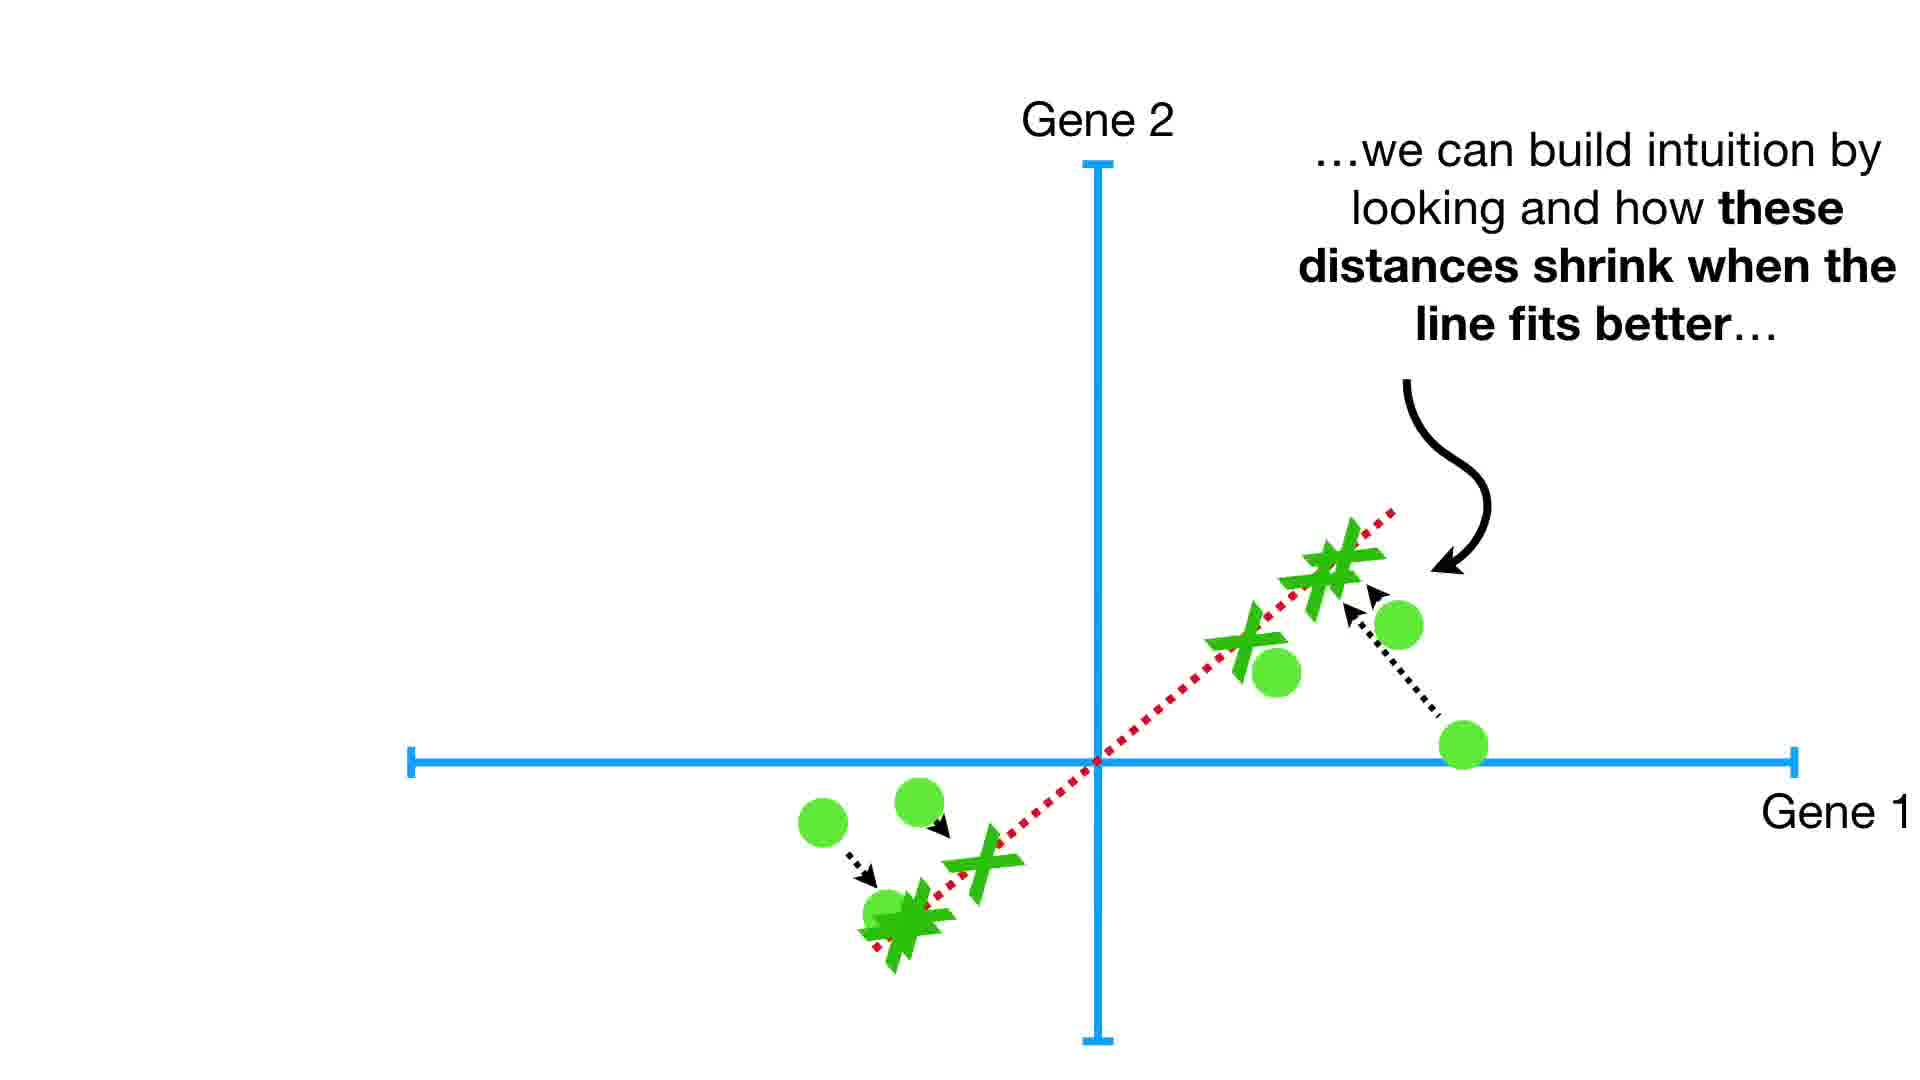 Gene 2
…we can build intuition by
looking and how these
distances shrink when the
line fits better…
Gene 1